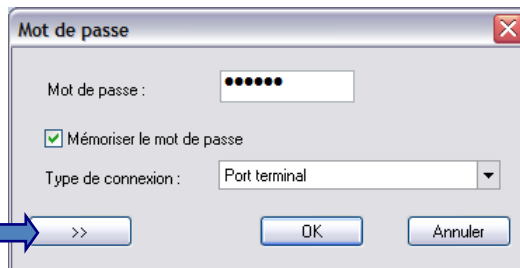 Mot de passe
Mot de passe : ••••••
Mémoriser le mot de passe
Type de connexion : Port terminal
>> OK Annuler